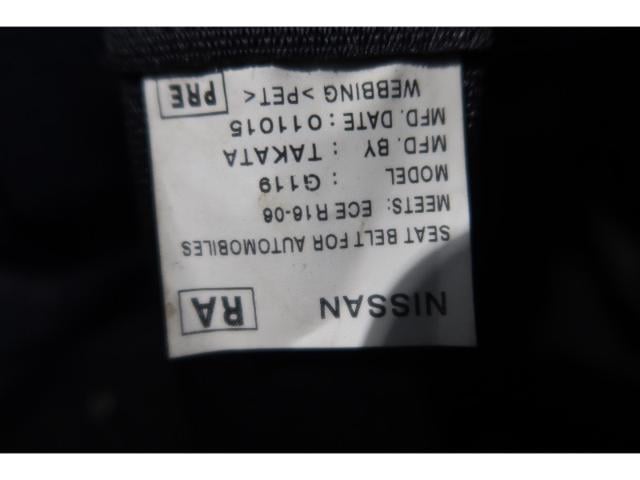 NISSAN RA
SEAT BELT FOR AUTOMOBILES
MEETS: ECE R16-06
MODEL : G119
MFD. BY : TAKATA
MFD. DATE : 011015
WEBBING >PET< PRE